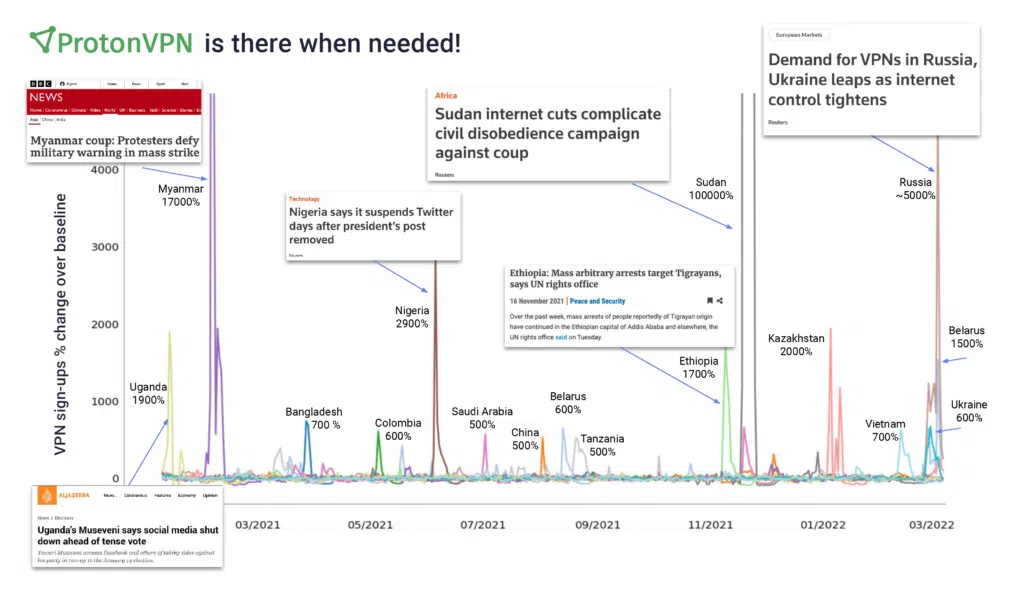 ProtonVPN is there when needed!
BBC Sign in Home News Sport Reel
NEWS
Home Coronavirus Climate Video World UK Business Tech Science Stories
Asia China India
Myanmar coup: Protesters defy
military warning in mass strike
Africa
Sudan internet cuts complicate
civil disobedience campaign
against coup
Reuters
European Markets
Demand for VPNs in Russia,
Ukraine leaps as internet
control tightens
Reuters
Technology
Nigeria says it suspends Twitter
days after president's post
removed
Reuters
Ethiopia: Mass arbitrary arrests target Tigrayans,
says UN rights office
16 November 2021 | Peace and Security
Over the past week, mass arrests of people reportedly of Tigrayan origin
have continued in the Ethiopian capital of Addis Ababa and elsewhere, the
UN rights office said on Tuesday.
VPN sign-ups % change over baseline
4000
3000
2000
1000
0
Myanmar
17000%
Sudan
100000%
Russia
~5000%
Nigeria
2900%
Uganda
1900%
Bangladesh
700 %
Colombia
600%
Saudi Arabia
500%
China
500%
Belarus
600%
Tanzania
500%
Ethiopia
1700%
Kazakhstan
2000%
Vietnam
700%
Belarus
1500%
Ukraine
600%
03/2021
05/2021
07/2021
09/2021
11/2021
01/2022
03/2022
ALJAZEERA News Coronavirus Features Economy Opinion
News | Elections
Uganda's Museveni says social media shut
down ahead of tense vote
Yoweri Museveni accuses Facebook and others of taking sides against
his party in run-up to the January 14 election.